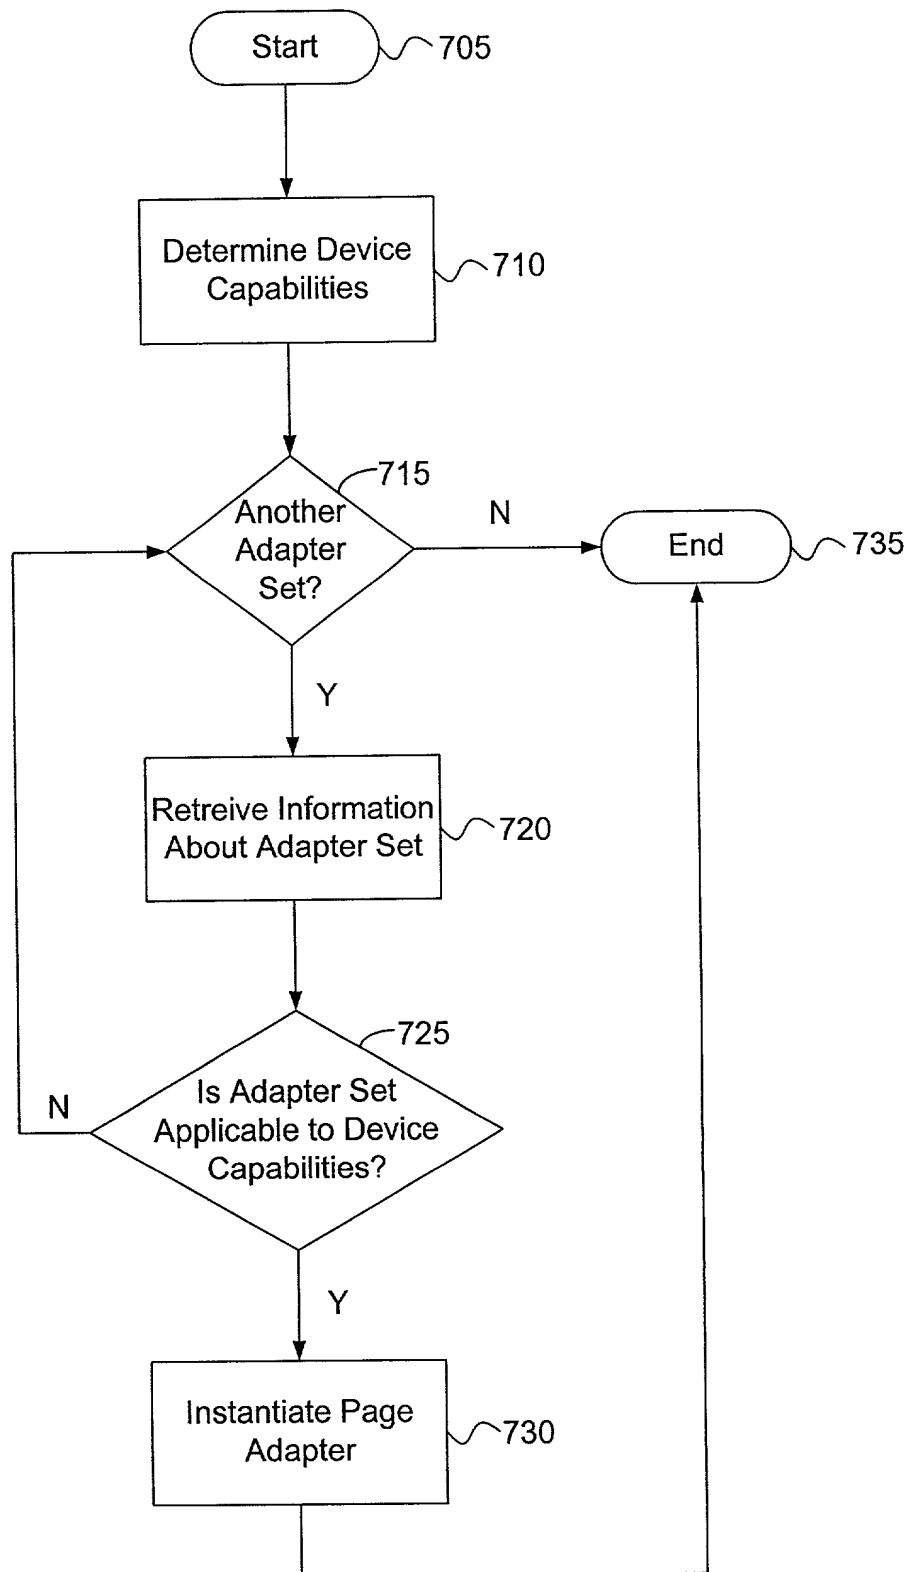 Start
705
Determine Device
Capabilities
710
715
Another
Adapter
Set?
N
End
735
Y
Retreive Information
About Adapter Set
720
725
Is Adapter Set
Applicable to Device
Capabilities?
N
Y
Instantiate Page
Adapter
730